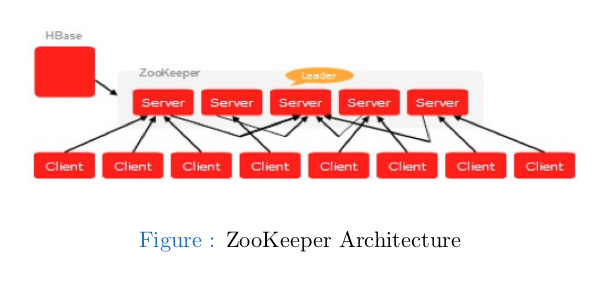 HBase
ZooKeeper
Leader
Server Server Server Server Server
Client Client Client Client Client Client Client Client
Figure : ZooKeeper Architecture